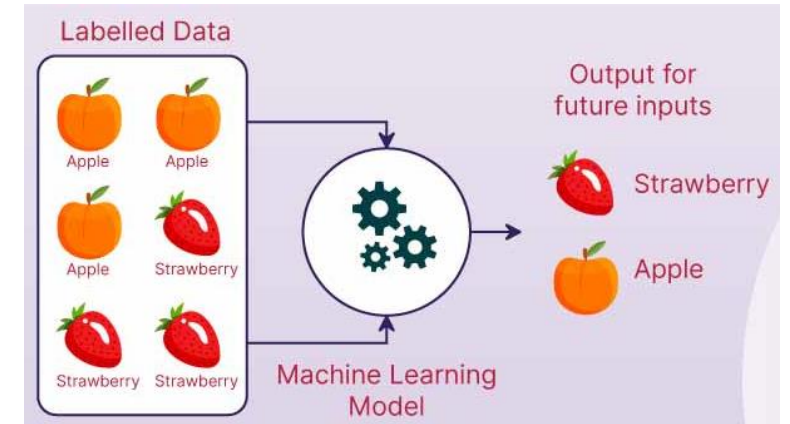 Labelled Data
Apple
Apple
Apple
Strawberry
Strawberry
Strawberry
Machine Learning
Model
Output for
future inputs
Strawberry
Apple